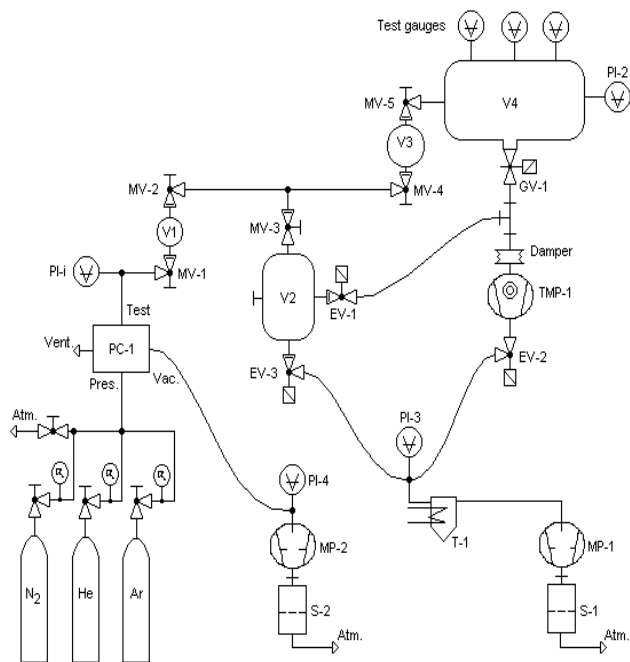 Test gauges
PI-2
V4
MV-5
V3
GV-1
MV-2
MV-4
V1
MV-3
PI-i
MV-1
Damper
V2
TMP-1
Test
EV-1
Vent.
PC-1
EV-3
EV-2
Pres.
Vac.
Atm.
PI-3
R
R
R
PI-4
T-1
MP-2
MP-1
N2
He
Ar
S-2
S-1
Atm.
Atm.